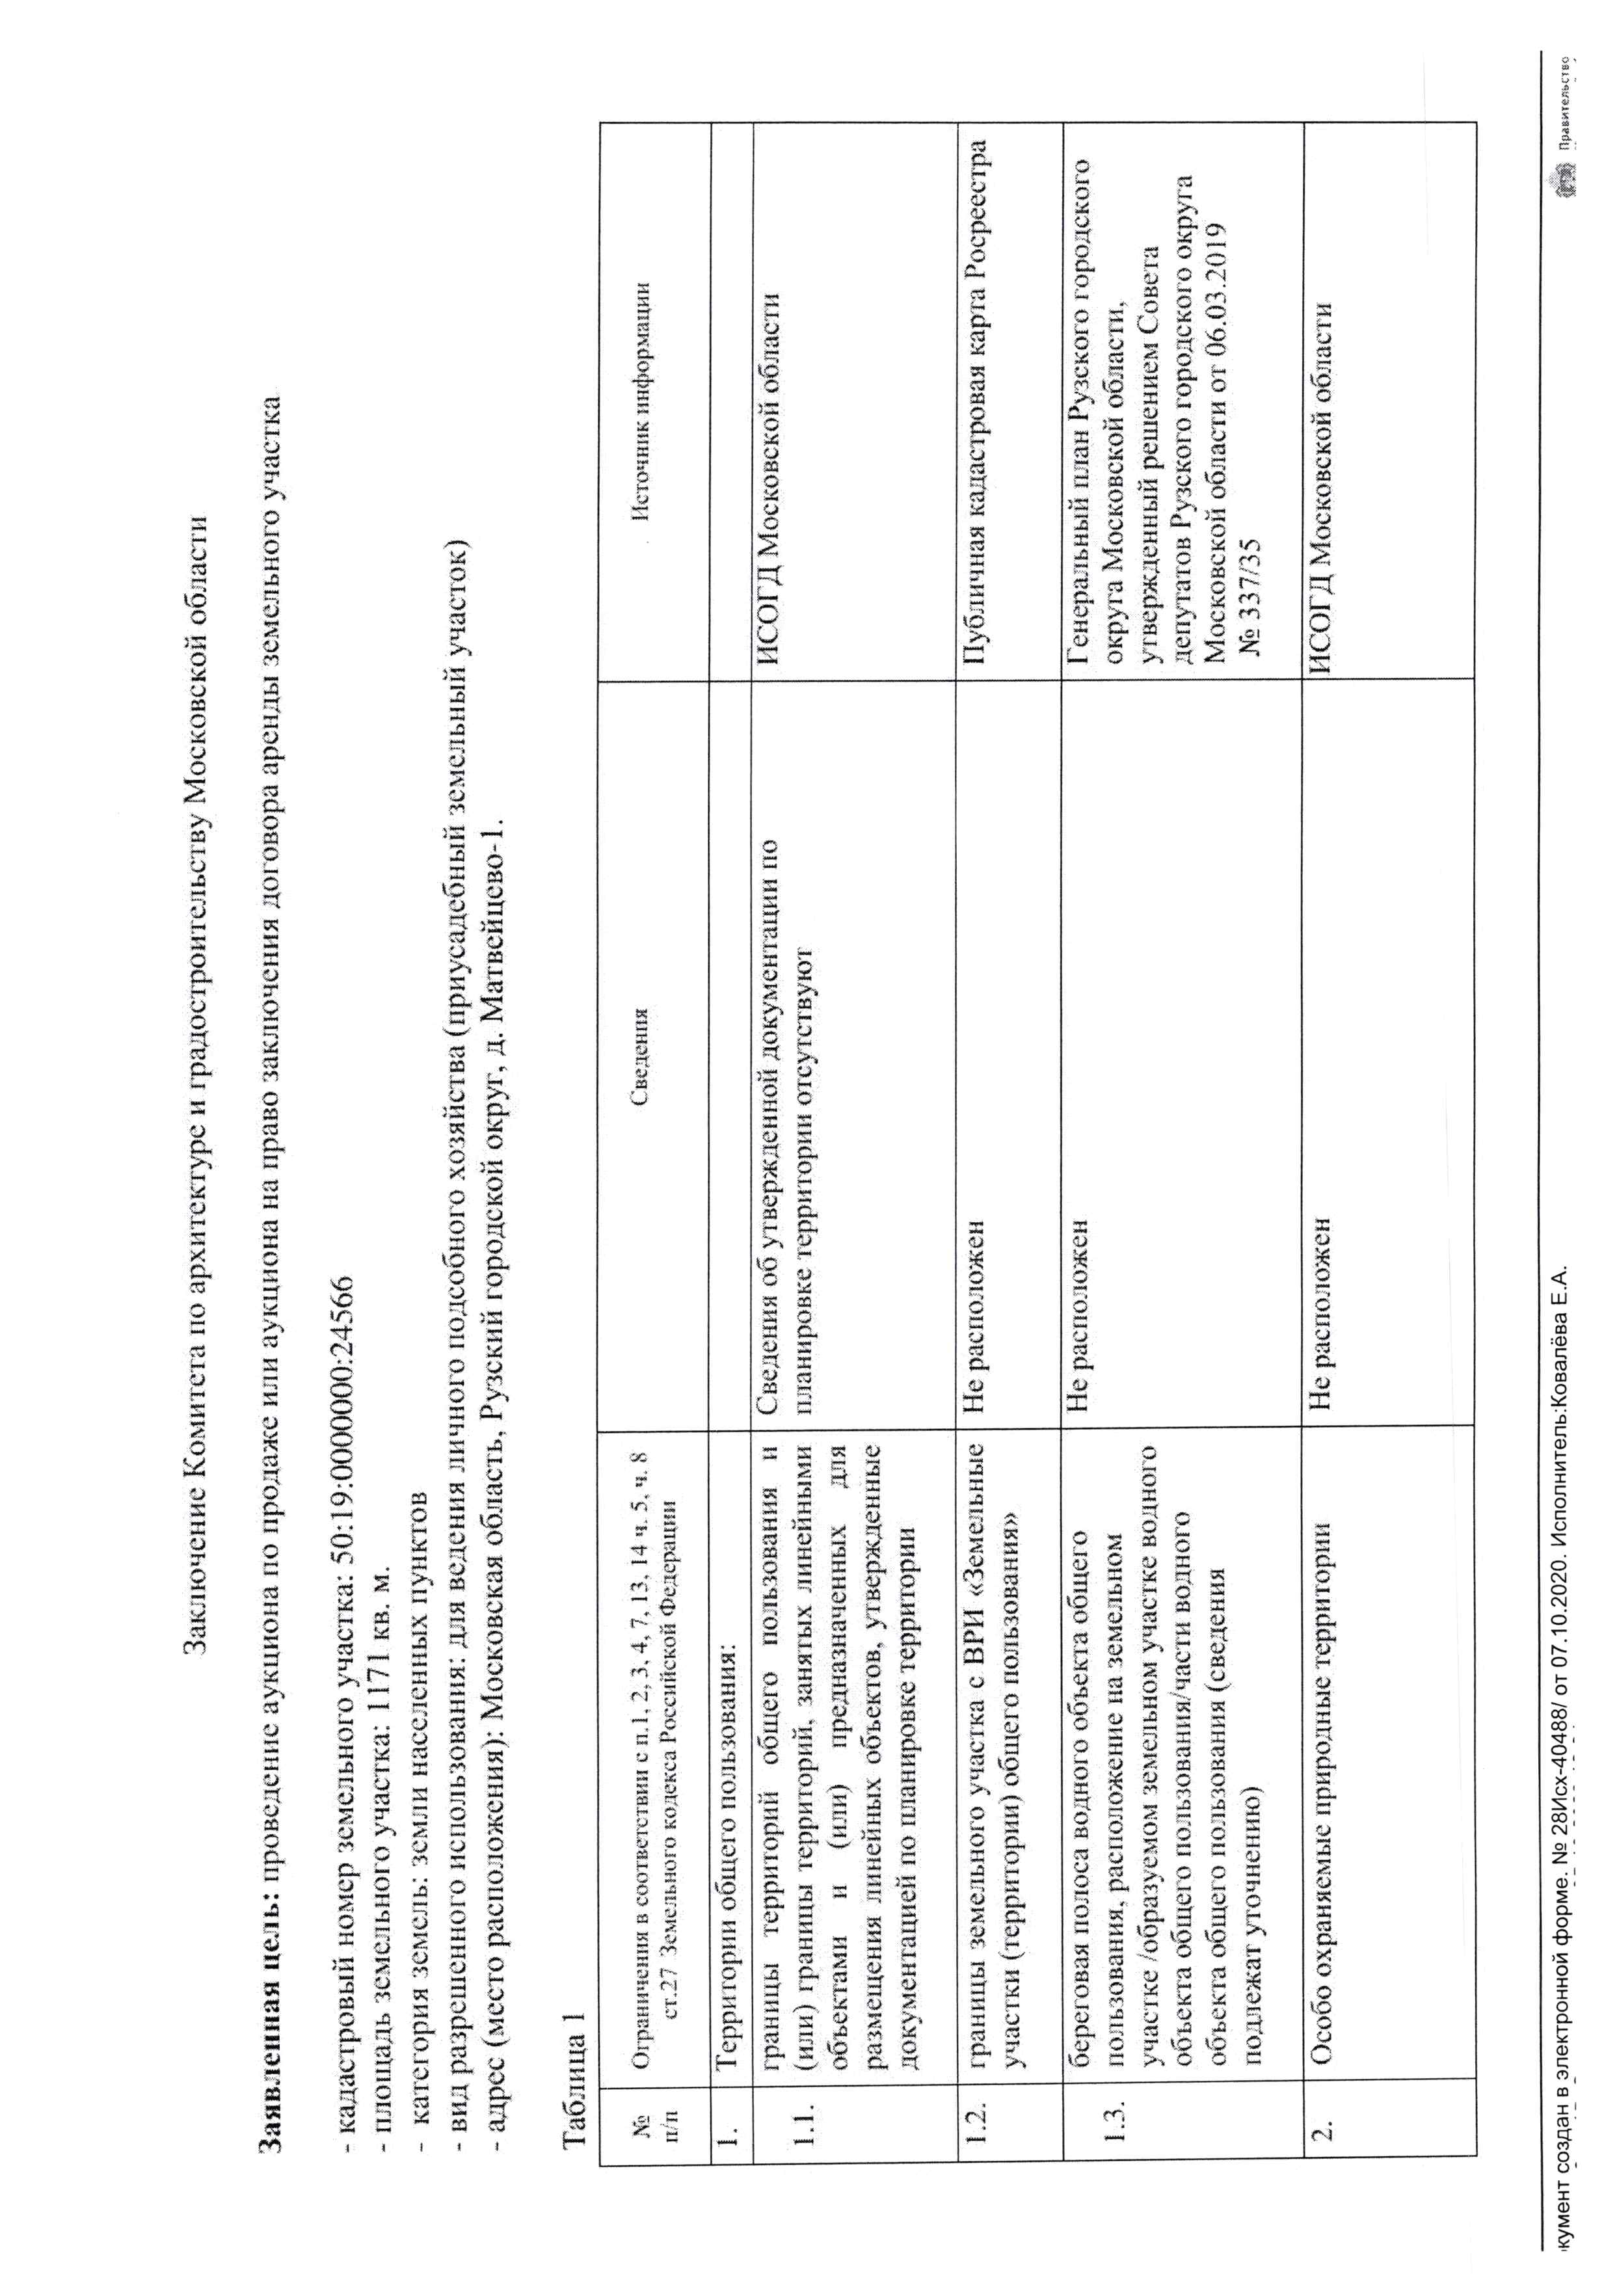 Заключение Комитета по архитектуре и градостроительству Московской области
Заявленная цель: проведение аукциона по продаже или аукциона на право заключения договора аренды земельного участка
- кадастровый номер земельного участка: 50:19:0000000:24566
- площадь земельного участка: 1171 кв. м.
- категория земель: земли населенных пунктов
- вид разрешенного использования: для ведения личного подсобного хозяйства (приусадебный земельный участок)
- адрес (место расположения): Московская область, Рузский городской округ, д. Матвейцево-1.
Таблица 1
№
п/п
Ограничения в соответствии с п.1, 2, 3, 4, 7, 13, 14 ч. 5, ч. 8
ст.27 Земельного кодекса Российской Федерации
Сведения
Источник информации
1.
Территории общего пользования:
1.1.
границы территорий общего пользования и
(или) границы территорий, занятых линейными
объектами и (или) предназначенных для
размещения линейных объектов, утвержденные
документацией по планировке территории
Сведения об утвержденной документации по
планировке территории отсутствуют
ИСОГД Московской области
1.2.
границы земельного участка с ВРИ «Земельные
участки (территории) общего пользования»
Не расположен
Публичная кадастровая карта Росреестра
1.3.
береговая полоса водного объекта общего
пользования, расположение на земельном
участке /образуемом земельном участке водного
объекта общего пользования/части водного
объекта общего пользования (сведения
подлежат уточнению)
Не расположен
Генеральный план Рузского городского
округа Московской области,
утвержденный решением Совета
депутатов Рузского городского округа
Московской области от 06.03.2019
№ 337/35
2.
Особо охраняемые природные территории
Не расположен
ИСОГД Московской области
кумент создан в электронной форме. № 28Исх-40488/ от 07.10.2020. Исполнитель:Ковалёва Е.А.
Правительство